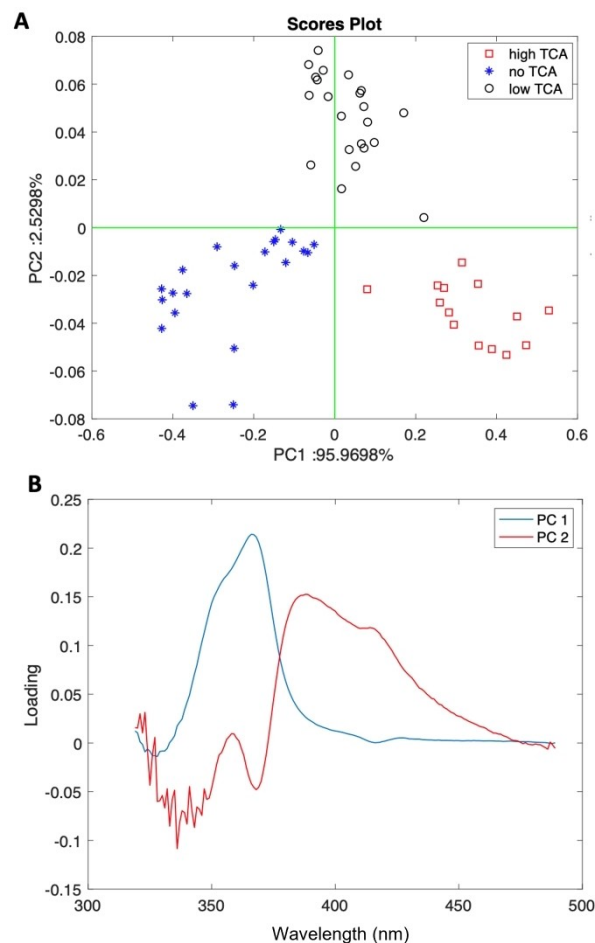 A
Scores Plot
high TCA
no TCA
low TCA
0.08
0.06
0.04
0.02
0
-0.02
-0.04
-0.06
-0.08
PC2 :2.5298%
-0.6 -0.4 -0.2 0 0.2 0.4 0.6
PC1 :95.9698%
B
PC 1
PC 2
0.25
0.2
0.15
0.1
0.05
0
-0.05
-0.1
-0.15
Loading
300 350 400 450 500
Wavelength (nm)